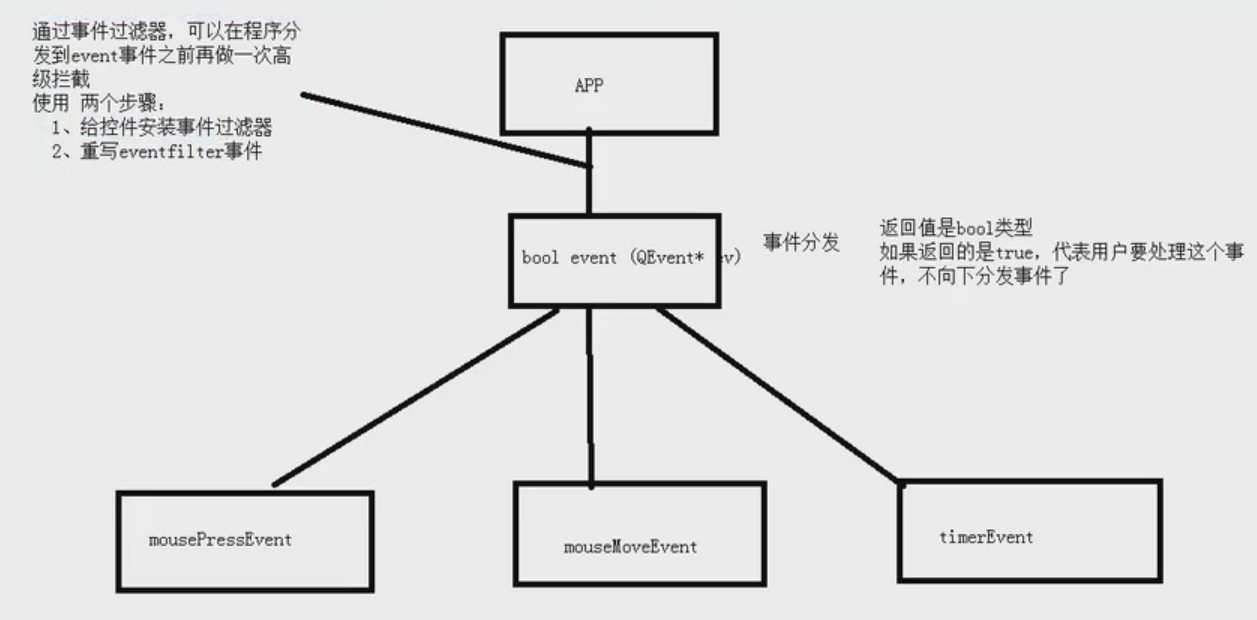 通过事件过滤器，可以在程序分
发到event事件之前再做一次高
级拦截
使用 两个步骤：
1、给控件安装事件过滤器
2、重写eventfilter事件
APP
bool event (QEvent* ev)
事件分发
返回值是bool类型
如果返回的是true，代表用户要处理这个事
件，不向下分发事件了
mousePressEvent
mouseMoveEvent
timerEvent